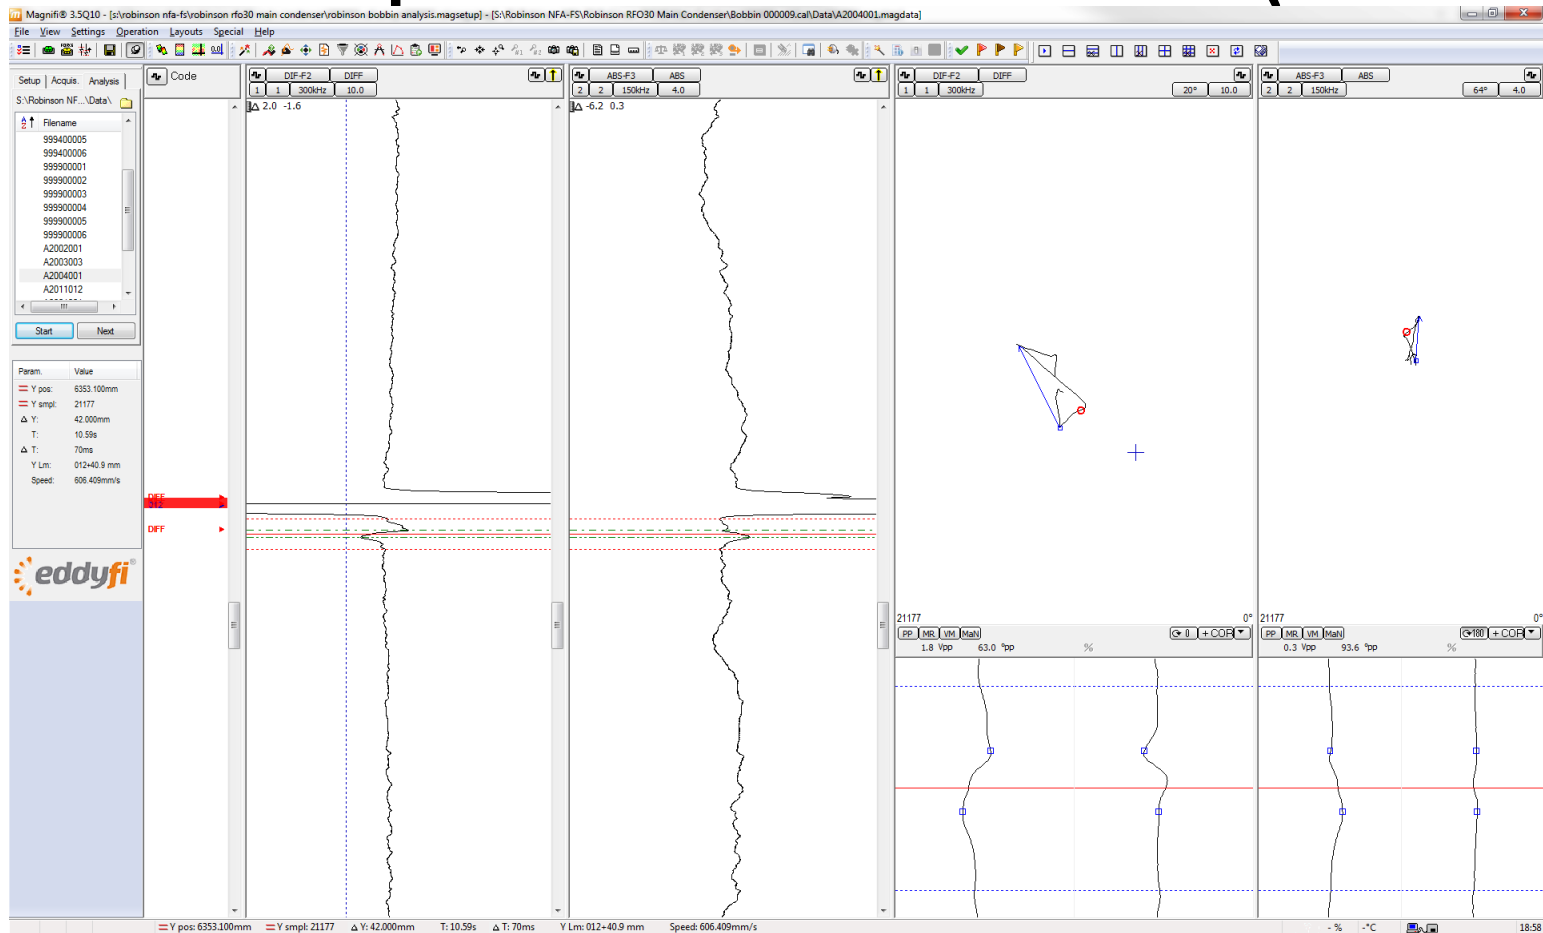 Magnifi® 3.5Q10 - [s:\robinson nfa-fs\robinson rfo30 main condenser\robinson bobbin analysis.magsetup] - [S:\Robinson NFA-FS\Robinson RFO30 Main Condenser\Bobbin 000009.cal\Data\A2004001.magdata]
File View Settings Operation Layouts Special Help
Setup Acquis. Analysis
S:\Robinson NF...\Data\
Filename
999400005
999400006
999900001
999900002
999900003
999900004
999900005
999900006
A2002001
A2003003
A2004001
A2011012
Start Next
Param. Value
Y pos: 6353.100mm
Y smpl: 21177
Δ Y: 42.000mm
T: 10.59s
Δ T: 70ms
Y Lm: 012+40.9 mm
Speed: 606.409mm/s
eddyfi®
Code
DIFF
012
DIFF
DIF-F2 DIFF
1 1 300kHz 10.0
Δ 2.0 -1.6
ABS-F3 ABS
2 2 150kHz 4.0
Δ -6.2 0.3
DIF-F2 DIFF
1 1 300kHz 20° 10.0
21177 0°
PP MR VM MaN 0 + COR
1.8 Vpp 63.0 °pp %
ABS-F3 ABS
2 2 150kHz 64° 4.0
21177 0°
PP MR VM MaN 180 + COR
0.3 Vpp 93.6 °pp %
Y pos: 6353.100mm Y smpl: 21177 Δ Y: 42.000mm T: 10.59s Δ T: 70ms Y Lm: 012+40.9 mm Speed: 606.409mm/s - % -°C 18:58